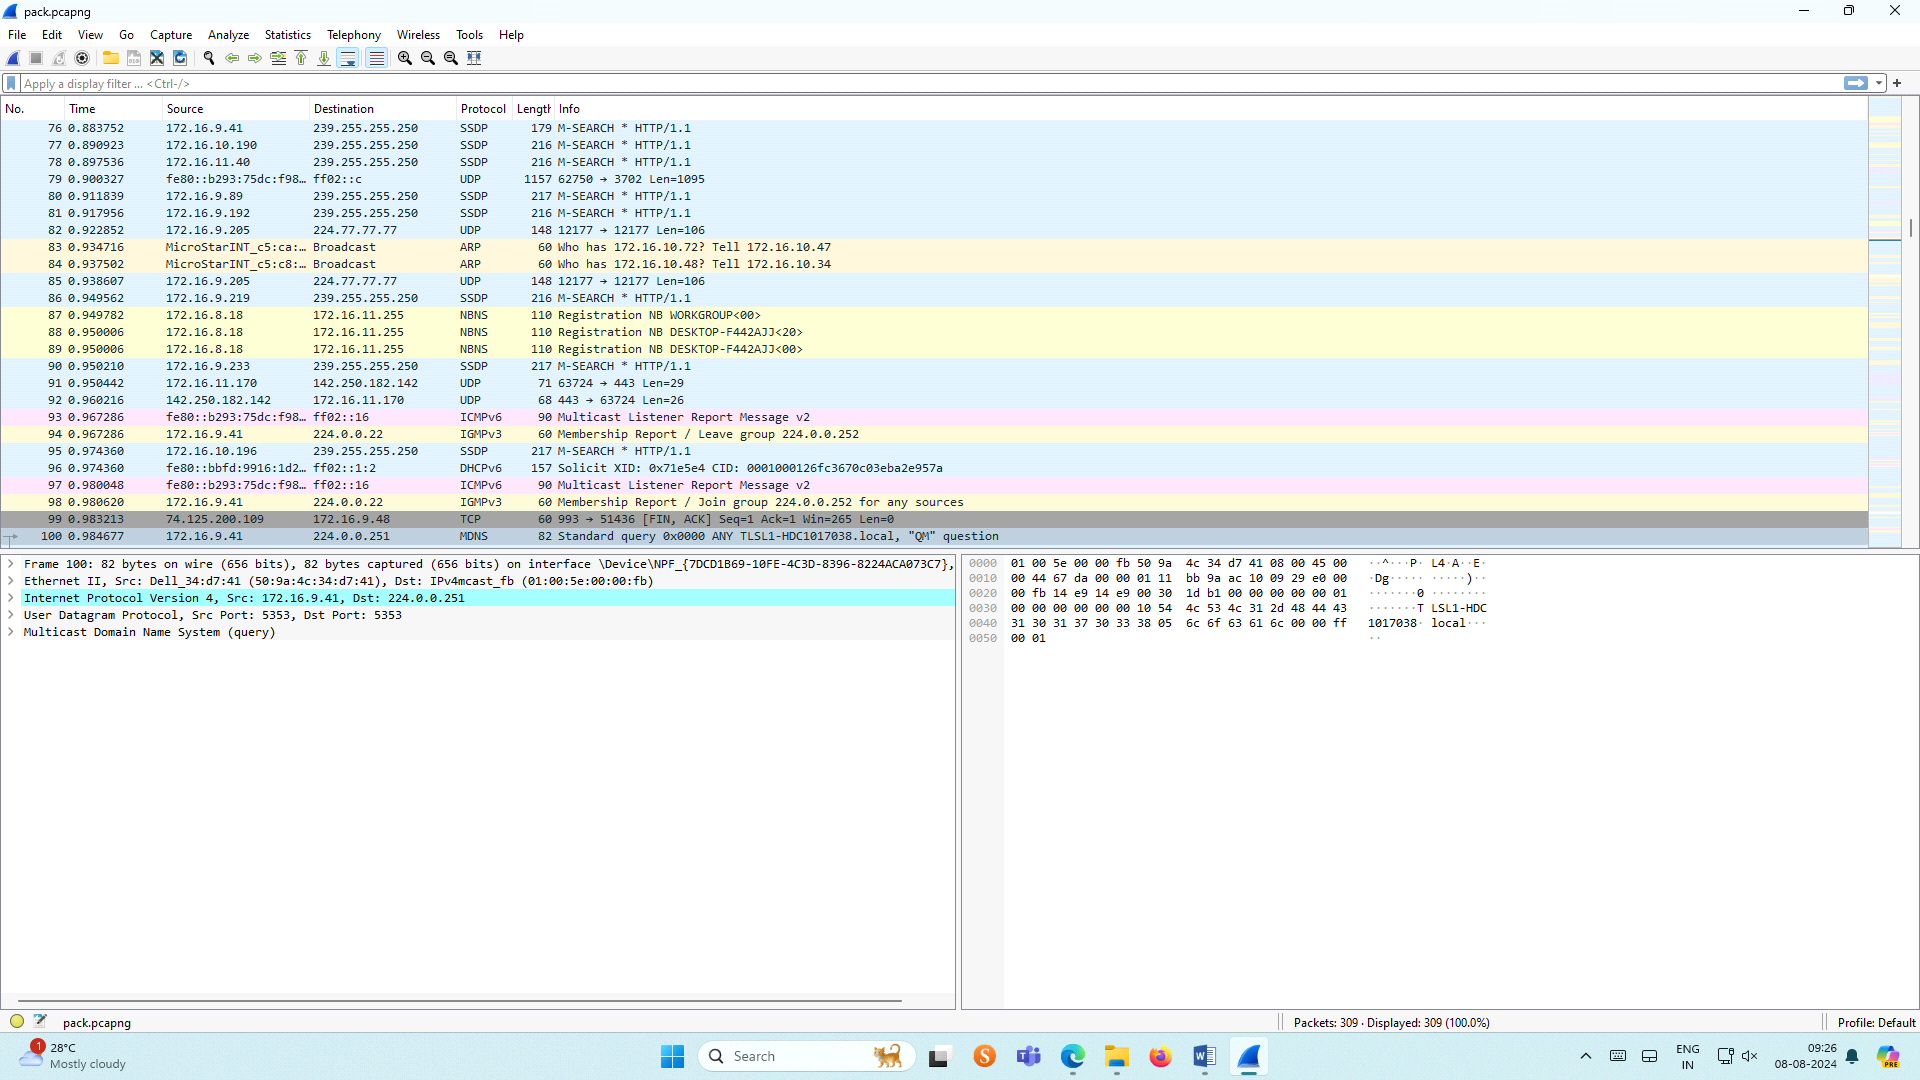 pack.pcapng
File Edit View Go Capture Analyze Statistics Telephony Wireless Tools Help
Apply a display filter ... <Ctrl-/>
No. Time Source Destination Protocol Length Info
76 0.883752 172.16.9.41 239.255.255.250 SSDP 179 M-SEARCH * HTTP/1.1
77 0.890923 172.16.10.190 239.255.255.250 SSDP 216 M-SEARCH * HTTP/1.1
78 0.897536 172.16.11.40 239.255.255.250 SSDP 216 M-SEARCH * HTTP/1.1
79 0.900327 fe80::b293:75dc:f98… ff02::c UDP 1157 62750 → 3702 Len=1095
80 0.911839 172.16.9.89 239.255.255.250 SSDP 217 M-SEARCH * HTTP/1.1
81 0.917956 172.16.9.192 239.255.255.250 SSDP 216 M-SEARCH * HTTP/1.1
82 0.922852 172.16.9.205 224.77.77.77 UDP 148 12177 → 12177 Len=106
83 0.934716 MicroStarINT_c5:ca:… Broadcast ARP 60 Who has 172.16.10.72? Tell 172.16.10.47
84 0.937502 MicroStarINT_c5:c8:… Broadcast ARP 60 Who has 172.16.10.48? Tell 172.16.10.34
85 0.938607 172.16.9.205 224.77.77.77 UDP 148 12177 → 12177 Len=106
86 0.949562 172.16.9.219 239.255.255.250 SSDP 216 M-SEARCH * HTTP/1.1
87 0.949782 172.16.8.18 172.16.11.255 NBNS 110 Registration NB WORKGROUP<00>
88 0.950006 172.16.8.18 172.16.11.255 NBNS 110 Registration NB DESKTOP-F442AJJ<20>
89 0.950006 172.16.8.18 172.16.11.255 NBNS 110 Registration NB DESKTOP-F442AJJ<00>
90 0.950210 172.16.9.233 239.255.255.250 SSDP 217 M-SEARCH * HTTP/1.1
91 0.950442 172.16.11.170 142.250.182.142 UDP 71 63724 → 443 Len=29
92 0.960216 142.250.182.142 172.16.11.170 UDP 68 443 → 63724 Len=26
93 0.967286 fe80::b293:75dc:f98… ff02::16 ICMPv6 90 Multicast Listener Report Message v2
94 0.967286 172.16.9.41 224.0.0.22 IGMPv3 60 Membership Report / Leave group 224.0.0.252
95 0.974360 172.16.10.196 239.255.255.250 SSDP 217 M-SEARCH * HTTP/1.1
96 0.974360 fe80::bbfd:9916:1d2… ff02::1:2 DHCPv6 157 Solicit XID: 0x71e5e4 CID: 0001000126fc3670c03eba2e957a
97 0.980048 fe80::b293:75dc:f98… ff02::16 ICMPv6 90 Multicast Listener Report Message v2
98 0.980620 172.16.9.41 224.0.0.22 IGMPv3 60 Membership Report / Join group 224.0.0.252 for any sources
99 0.983213 74.125.200.109 172.16.9.48 TCP 60 993 → 51436 [FIN, ACK] Seq=1 Ack=1 Win=265 Len=0
100 0.984677 172.16.9.41 224.0.0.251 MDNS 82 Standard query 0x0000 ANY TLSL1-HDC1017038.local, "QM" question
Frame 100: 82 bytes on wire (656 bits), 82 bytes captured (656 bits) on interface \Device\NPF_{7DCD1B69-10FE-4C3D-8396-8224ACA073C7},
Ethernet II, Src: Dell_34:d7:41 (50:9a:4c:34:d7:41), Dst: IPv4mcast_fb (01:00:5e:00:00:fb)
Internet Protocol Version 4, Src: 172.16.9.41, Dst: 224.0.0.251
User Datagram Protocol, Src Port: 5353, Dst Port: 5353
Multicast Domain Name System (query)
0000 01 00 5e 00 00 fb 50 9a 4c 34 d7 41 08 00 45 00 ··^···P· L4·A··E·
0010 00 44 67 da 00 00 01 11 bb 9a ac 10 09 29 e0 00 ·Dg····· ·····)··
0020 00 fb 14 e9 14 e9 00 30 1d b1 00 00 00 00 00 01 ·······0 ········
0030 00 00 00 00 00 00 10 54 4c 53 4c 31 2d 48 44 43 ·······T LSL1-HDC
0040 31 30 31 37 30 33 38 05 6c 6f 63 61 6c 00 00 ff 1017038· local···
0050 00 01 ··
pack.pcapng
Packets: 309 · Displayed: 309 (100.0%)
Profile: Default
1
28°C
Mostly cloudy
Search
ENG
IN
09:26
08-08-2024
PRE